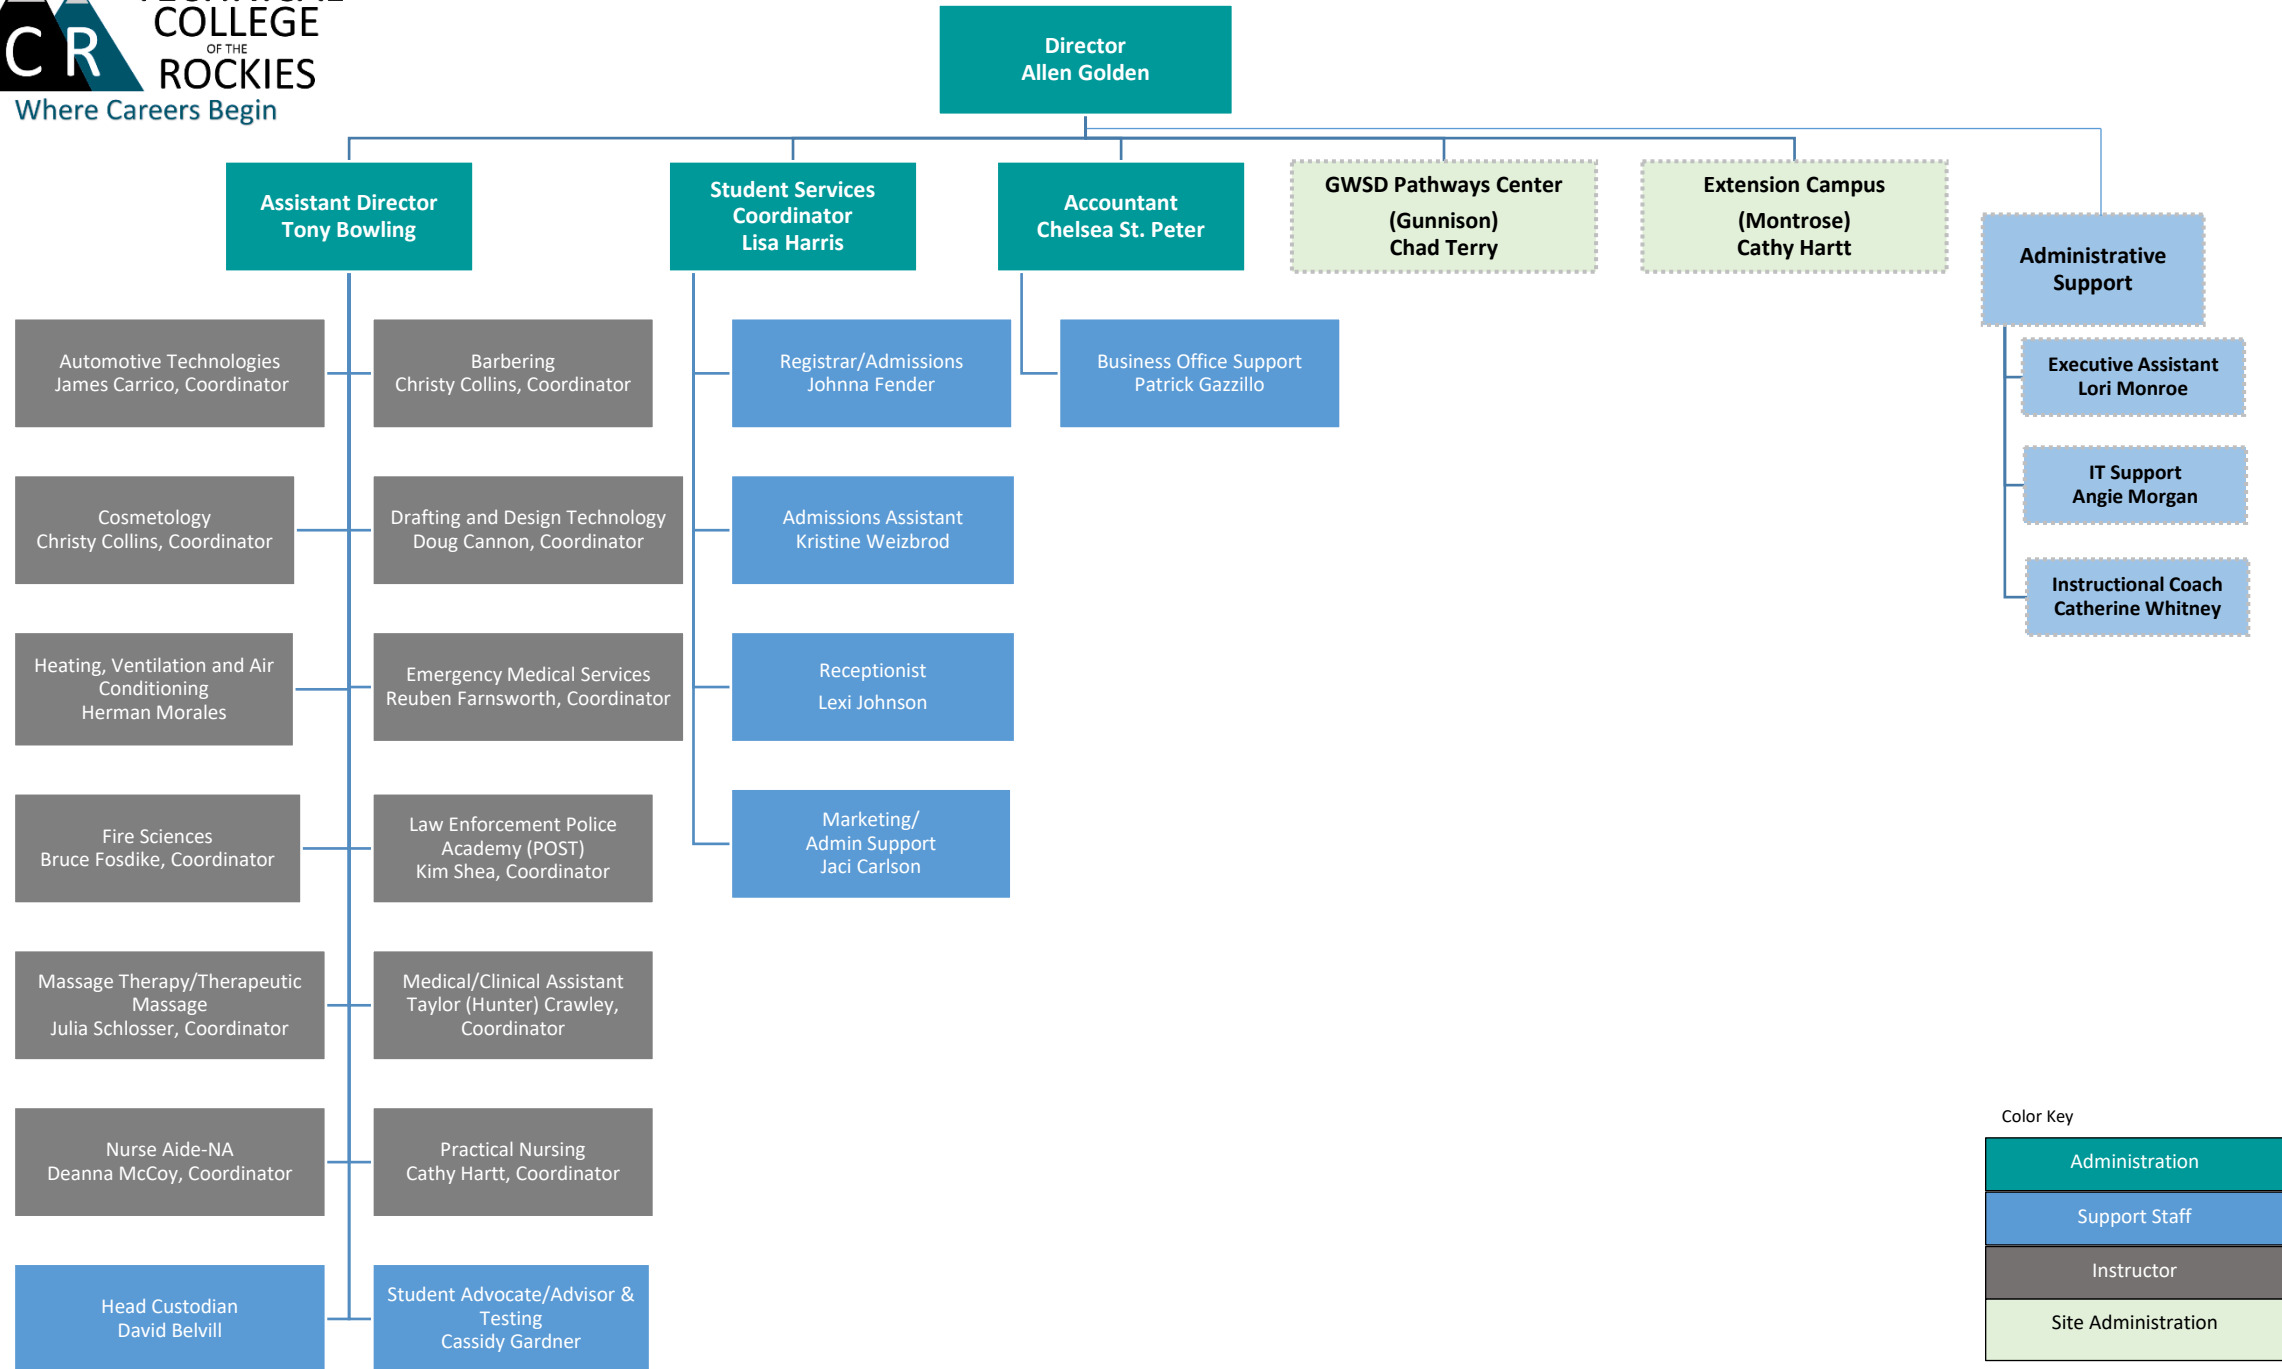 COLLEGE
OF THE
ROCKIES
C R
Where Careers Begin
Director
Allen Golden
Assistant Director
Tony Bowling
Student Services
Coordinator
Lisa Harris
Accountant
Chelsea St. Peter
GWSD Pathways Center
(Gunnison)
Chad Terry
Extension Campus
(Montrose)
Cathy Hartt
Administrative
Support
Executive Assistant
Lori Monroe
IT Support
Angie Morgan
Instructional Coach
Catherine Whitney
Automotive Technologies
James Carrico, Coordinator
Barbering
Christy Collins, Coordinator
Registrar/Admissions
Johnna Fender
Business Office Support
Patrick Gazzillo
Cosmetology
Christy Collins, Coordinator
Drafting and Design Technology
Doug Cannon, Coordinator
Admissions Assistant
Kristine Weizbrod
Heating, Ventilation and Air
Conditioning
Herman Morales
Emergency Medical Services
Reuben Farnsworth, Coordinator
Receptionist
Lexi Johnson
Fire Sciences
Bruce Fosdike, Coordinator
Law Enforcement Police
Academy (POST)
Kim Shea, Coordinator
Marketing/
Admin Support
Jaci Carlson
Massage Therapy/Therapeutic
Massage
Julia Schlosser, Coordinator
Medical/Clinical Assistant
Taylor (Hunter) Crawley,
Coordinator
Nurse Aide-NA
Deanna McCoy, Coordinator
Practical Nursing
Cathy Hartt, Coordinator
Head Custodian
David Belvill
Student Advocate/Advisor &
Testing
Cassidy Gardner
Color Key
Administration
Support Staff
Instructor
Site Administration